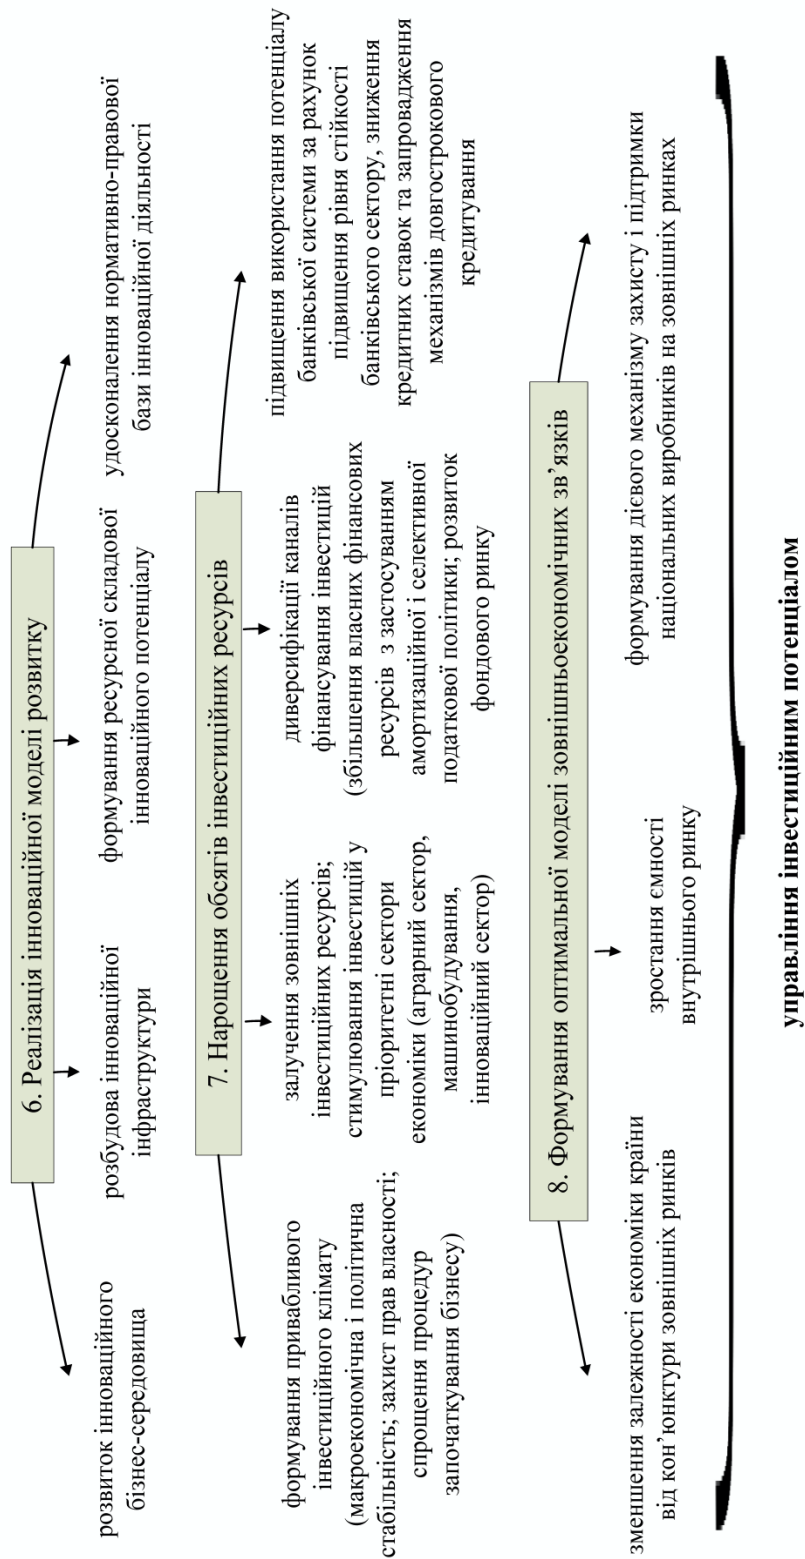 6. Реалізація інноваційної моделі розвитку
розвиток інноваційного
бізнес-середовища
розбудова інноваційної
інфраструктури
формування ресурсної складової
інноваційного потенціалу
удосконалення нормативно-правової
бази інноваційної діяльності
7. Нарощення обсягів інвестиційних ресурсів
формування привабливого
інвестиційного клімату
(макроекономічна і політична
стабільність; захист прав власності;
спрощення процедур
започаткування бізнесу)
залучення зовнішніх
інвестиційних ресурсів;
стимулювання інвестицій у
пріоритетні сектори
економіки (аграрний сектор,
машинобудування,
інноваційний сектор)
диверсифікації каналів
фінансування інвестицій
(збільшення власних фінансових
ресурсів з застосуванням
амортизаційної і селективної
податкової політики; розвиток
фондового ринку
підвищення використання потенціалу
банківської системи за рахунок
підвищення рівня стійкості
банківського сектору, зниження
кредитних ставок та запровадження
механізмів довгострокового
кредитування
8. Формування оптимальної моделі зовнішньоекономічних зв’язків
зменшення залежності економіки країни
від кон’юнктури зовнішніх ринків
зростання ємності
внутрішнього ринку
формування дієвого механізму захисту і підтримки
національних виробників на зовнішніх ринках
управління інвестиційним потенціалом